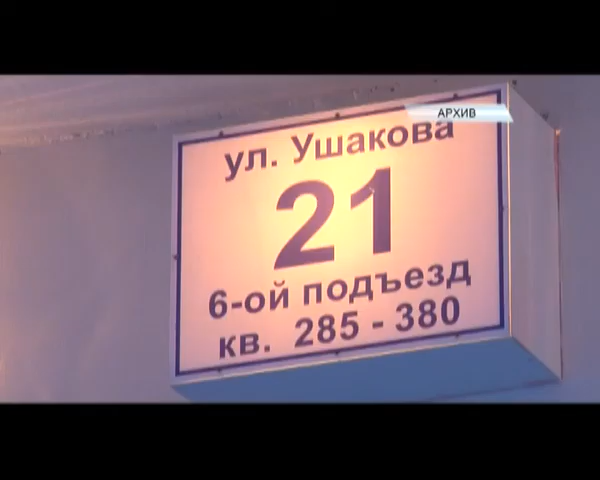 АРХИВ
ул. Ушакова
21
6-ой подъезд
кв. 285 - 380